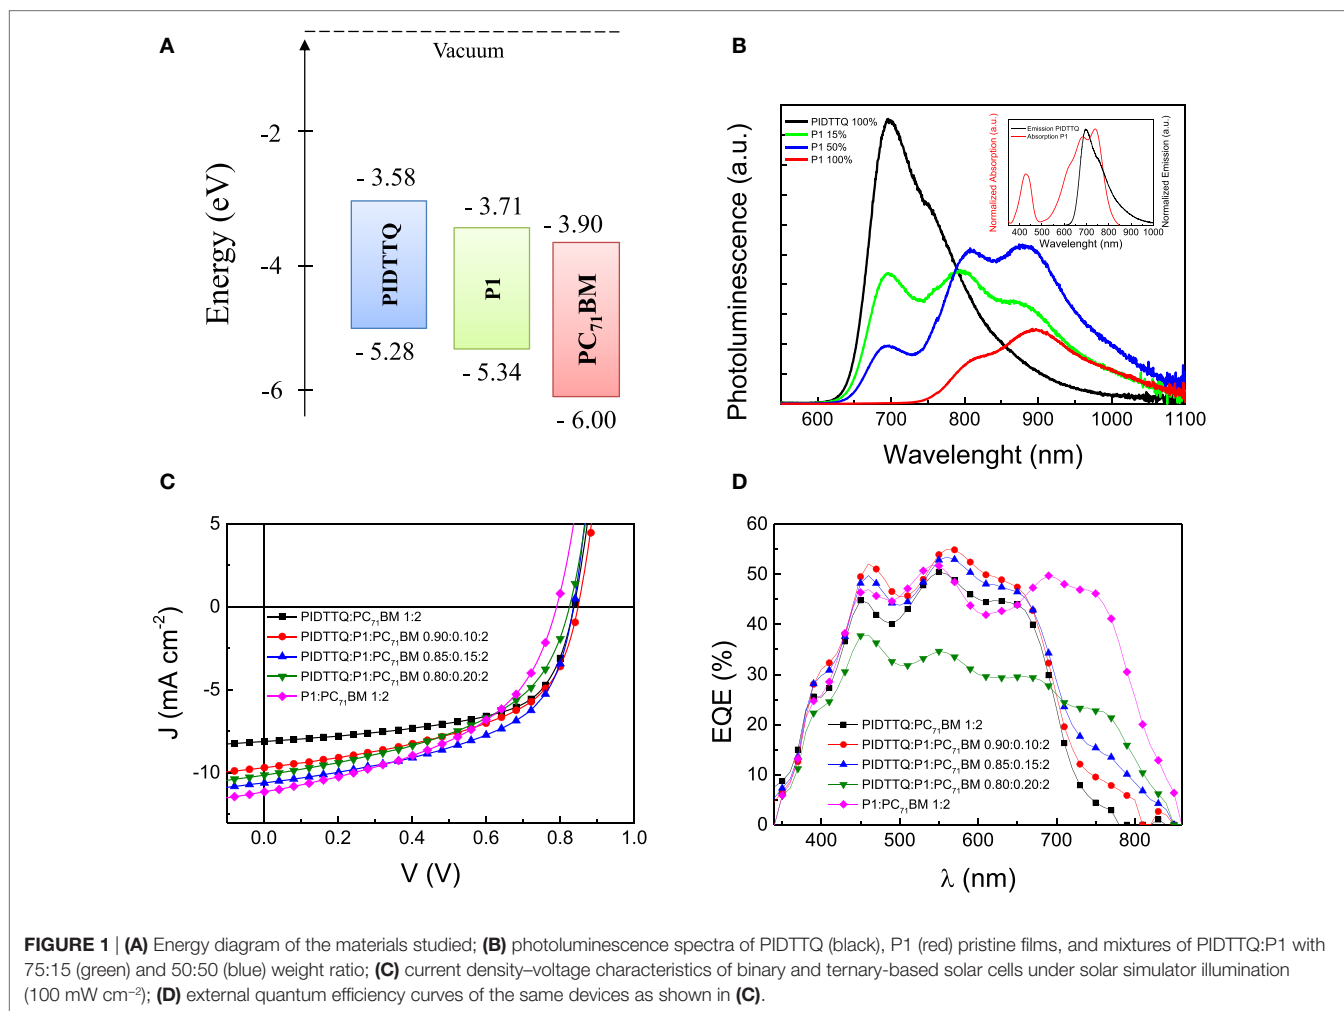 A
Vacuum
Energy (eV)
-2
-4
-6
- 3.58
- 3.71
- 3.90
PIDTTQ
P1
PC71BM
- 5.28
- 5.34
- 6.00
B
Photoluminescence (a.u.)
PIDTTQ 100%
P1 15%
P1 50%
P1 100%
Normalized Absorption (a.u.)
Emission PIDTTQ
Absorption P1
Normalized Emission (a.u.)
400 500 600 700 800 900 1000
Wavelenght (nm)
600 700 800 900 1000 1100
Wavelenght (nm)
C
J (mA cm-2)
5
0
-5
-10
PIDTTQ:PC71BM 1:2
PIDTTQ:P1:PC71BM 0.90:0.10:2
PIDTTQ:P1:PC71BM 0.85:0.15:2
PIDTTQ:P1:PC71BM 0.80:0.20:2
P1:PC71BM 1:2
0.0 0.2 0.4 0.6 0.8 1.0
V (V)
D
EQE (%)
60
50
40
30
20
10
0
PIDTTQ:PC71BM 1:2
PIDTTQ:P1:PC71BM 0.90:0.10:2
PIDTTQ:P1:PC71BM 0.85:0.15:2
PIDTTQ:P1:PC71BM 0.80:0.20:2
P1:PC71BM 1:2
400 500 600 700 800
λ (nm)
FIGURE 1 | (A) Energy diagram of the materials studied; (B) photoluminescence spectra of PIDTTQ (black), P1 (red) pristine films, and mixtures of PIDTTQ:P1 with
75:15 (green) and 50:50 (blue) weight ratio; (C) current density–voltage characteristics of binary and ternary-based solar cells under solar simulator illumination
(100 mW cm−2); (D) external quantum efficiency curves of the same devices as shown in (C).